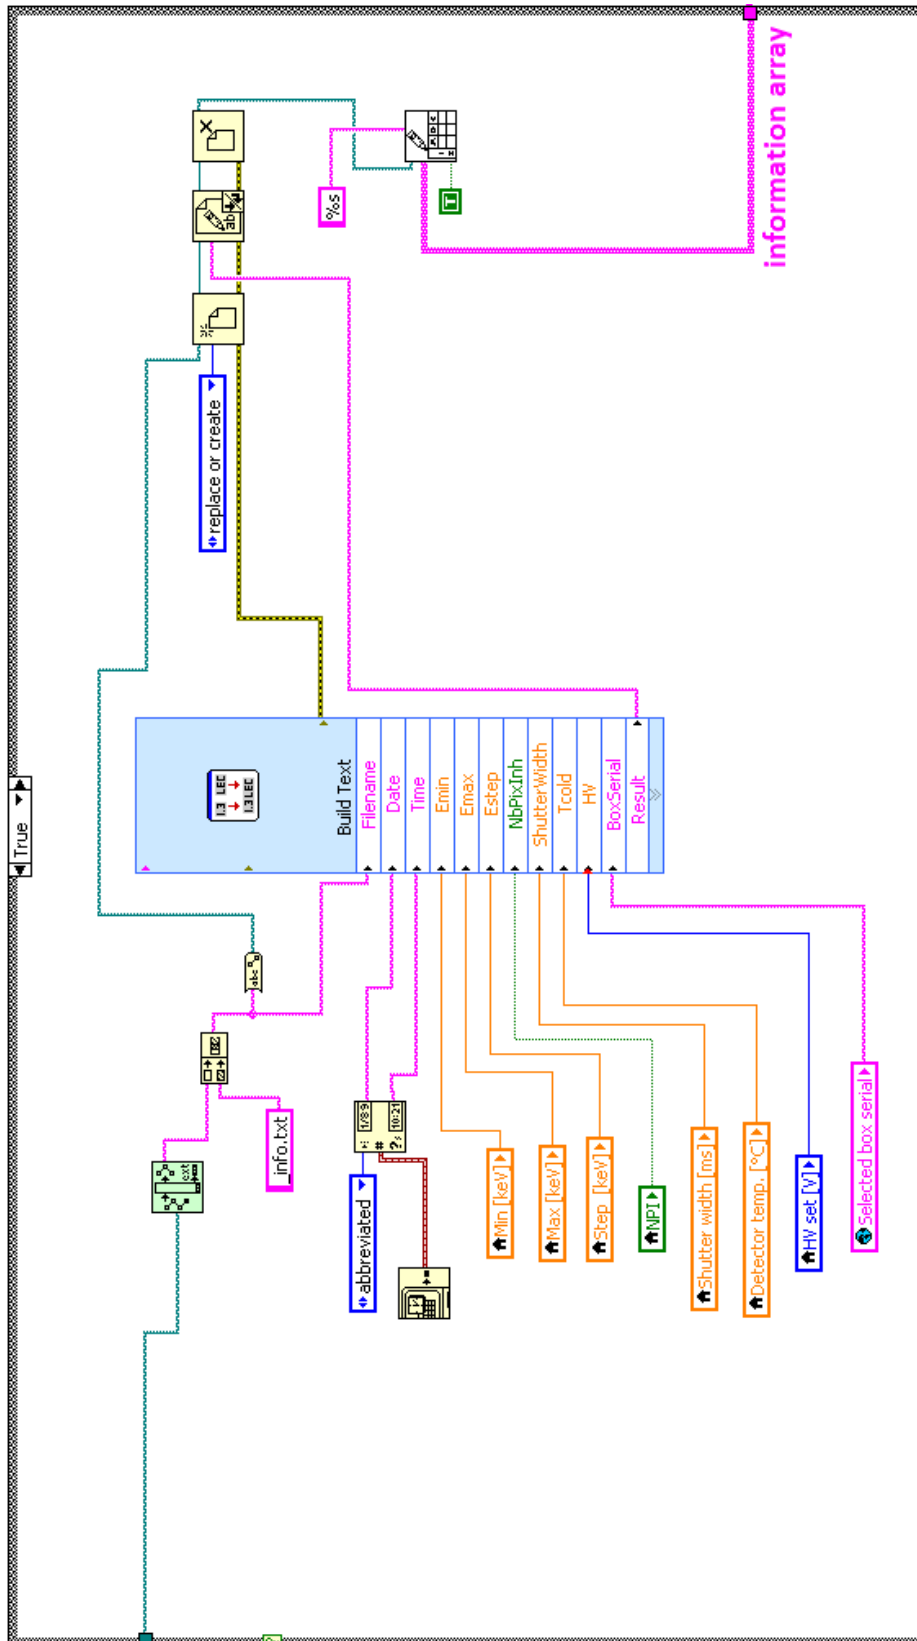 True
_info.txt
abbreviated
Min [keV]
Max [keV]
Step [keV]
NPI
Shutter width [ms]
Detector temp. [°C]
HV set [V]
Selected box serial
Build Text
Filename
Date
Time
Emin
Emax
Estep
NbPixInh
ShutterWidth
Tcold
HV
BoxSerial
Result
replace or create
%s
T
information array